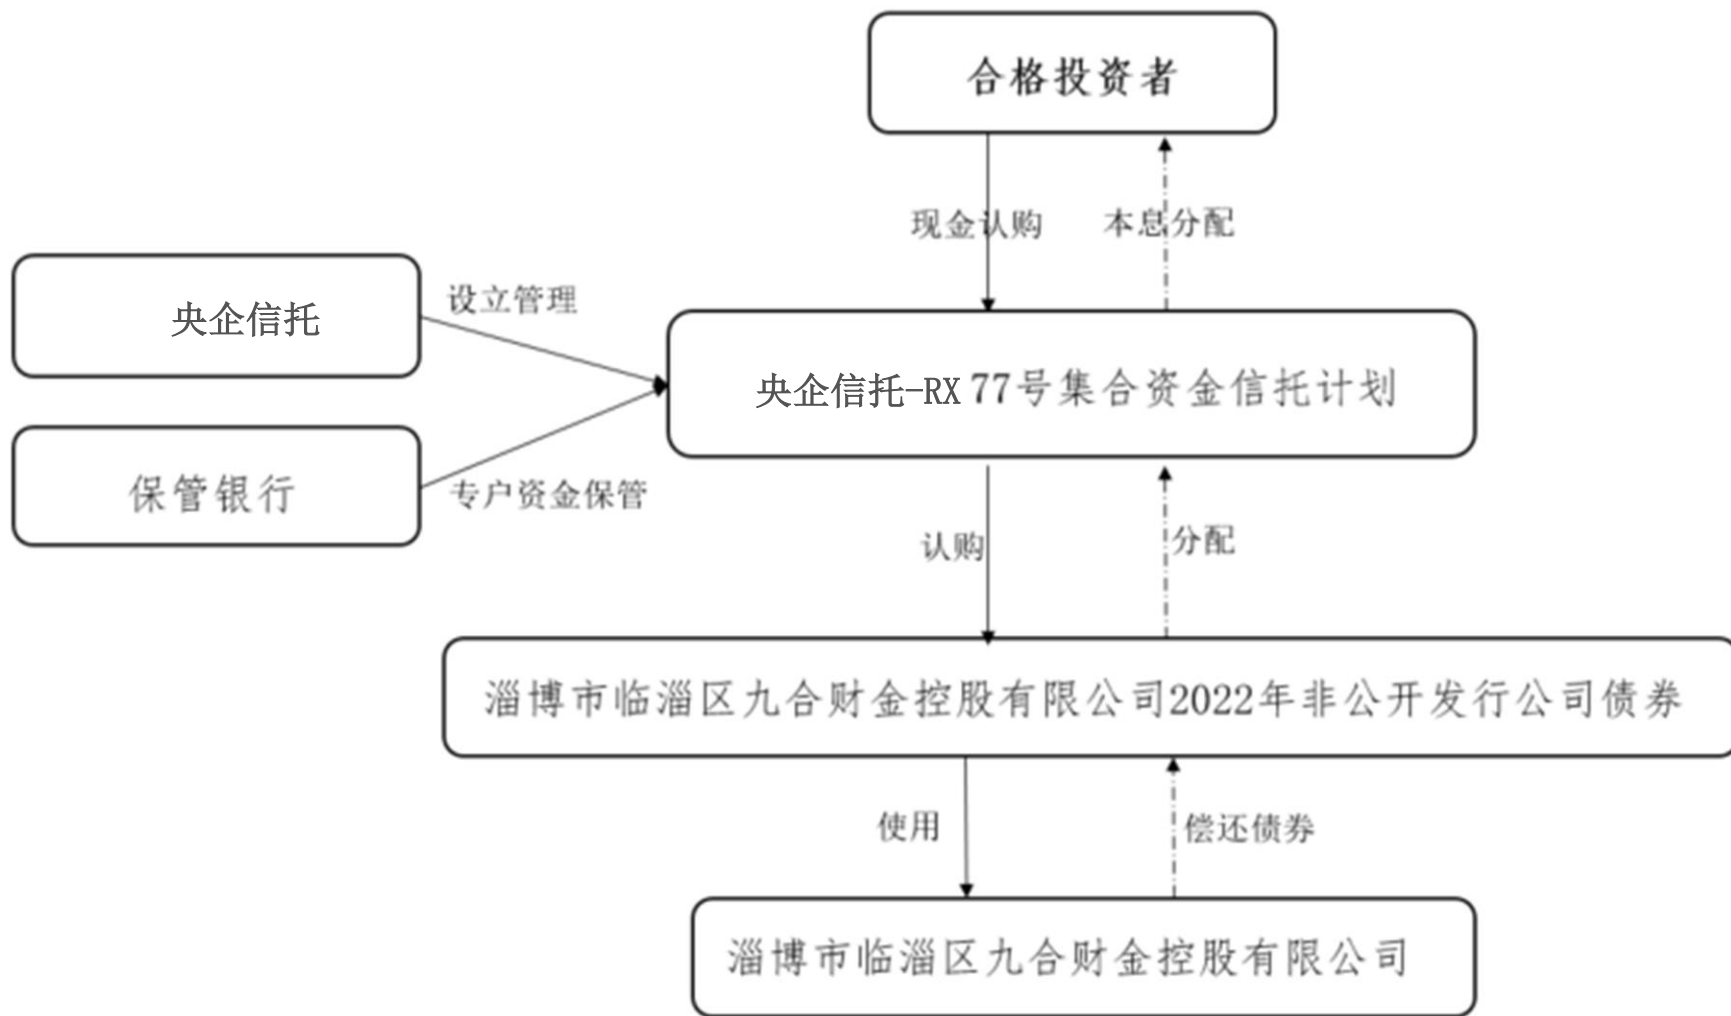 合格投资者
现金认购
本息分配
央企信托
设立管理
央企信托-RX 77号集合资金信托计划
保管银行
专户资金保管
认购
分配
淄博市临淄区九合财金控股有限公司2022年非公开发行公司债券
使用
偿还债券
淄博市临淄区九合财金控股有限公司